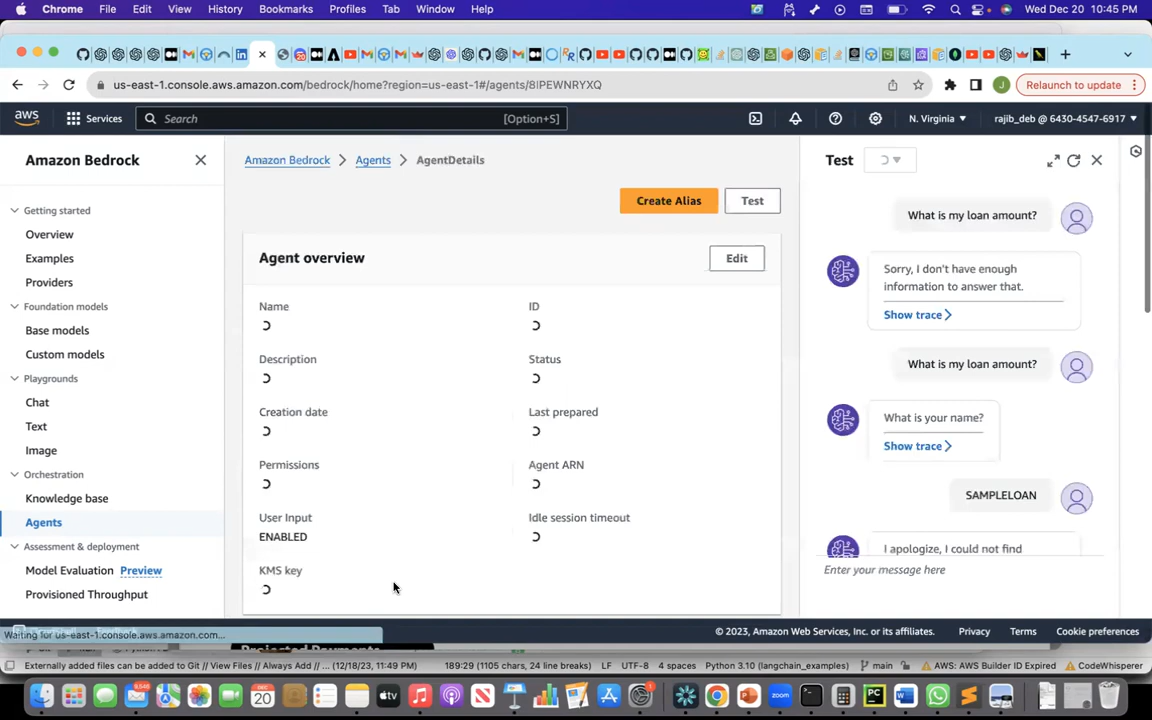 Chrome File Edit View History Bookmarks Profiles Tab Window Help Wed Dec 20 10:45 PM
us-east-1.console.aws.amazon.com/bedrock/home?region=us-east-1#/agents/8IPEWNRYXQ
Relaunch to update
aws Services Search [Option+S] N. Virginia rajib_deb @ 6430-4547-6917
Amazon Bedrock
Getting started
Overview
Examples
Providers
Foundation models
Base models
Custom models
Playgrounds
Chat
Text
Image
Orchestration
Knowledge base
Agents
Assessment & deployment
Model Evaluation Preview
Provisioned Throughput
Amazon Bedrock > Agents > AgentDetails
Create Alias Test
Agent overview
Edit
Name
ID
Description
Status
Creation date
Last prepared
Permissions
Agent ARN
User Input
ENABLED
Idle session timeout
KMS key
Test
What is my loan amount?
Sorry, I don't have enough
information to answer that.
Show trace
What is my loan amount?
What is your name?
Show trace
SAMPLELOAN
I apologize, I could not find
Enter your message here
Waiting for us-east-1.console.aws.amazon.com...
© 2023, Amazon Web Services, Inc. or its affiliates. Privacy Terms Cookie preferences
Projected Payments
Externally added files can be added to Git // View Files // Always Add // ... (12/18/23, 11:49 PM) 189:29 (1105 chars, 24 line breaks) LF UTF-8 4 spaces Python 3.10 (langchain_examples) main AWS: AWS Builder ID Expired CodeWhisperer
DEC
20